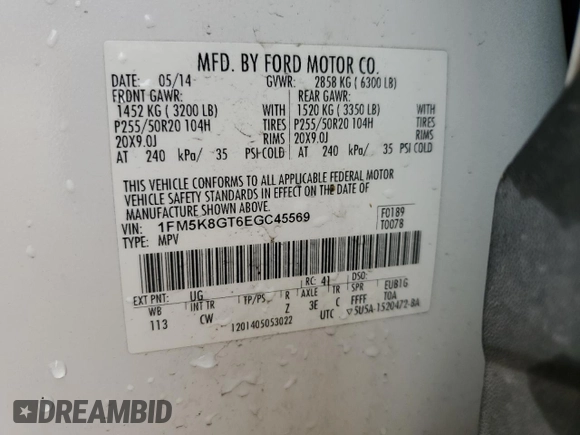 MFD. BY FORD MOTOR CO.
DATE: 05/14 GVWR: 2858 KG ( 6300 LB)
FRONT GAWR: REAR GAWR:
1452 KG ( 3200 LB) WITH 1520 KG ( 3350 LB) WITH
P255/50R20 104H TIRES P255/50R20 104H TIRES
20X9.0J RIMS 20X9.0J RIMS
AT 240 kPa/ 35 PSI COLD AT 240 kPa/ 35 PSI COLD
THIS VEHICLE CONFORMS TO ALL APPLICABLE FEDERAL MOTOR
VEHICLE SAFETY STANDARDS IN EFFECT ON THE DATE OF
MANUFACTURE SHOWN ABOVE.
VIN: 1FM5K8GT6EGC45569 F0189
TYPE: MPV T0078
EXT PNT: UG RC: 41 DSO:
WB INT TR TP/PS R AXLE TR SPR EUB1G
113 CW Z 3E C FFFF TOA
1201405053022 UTC ▽5U5A-1520472-BA
DREAMBID